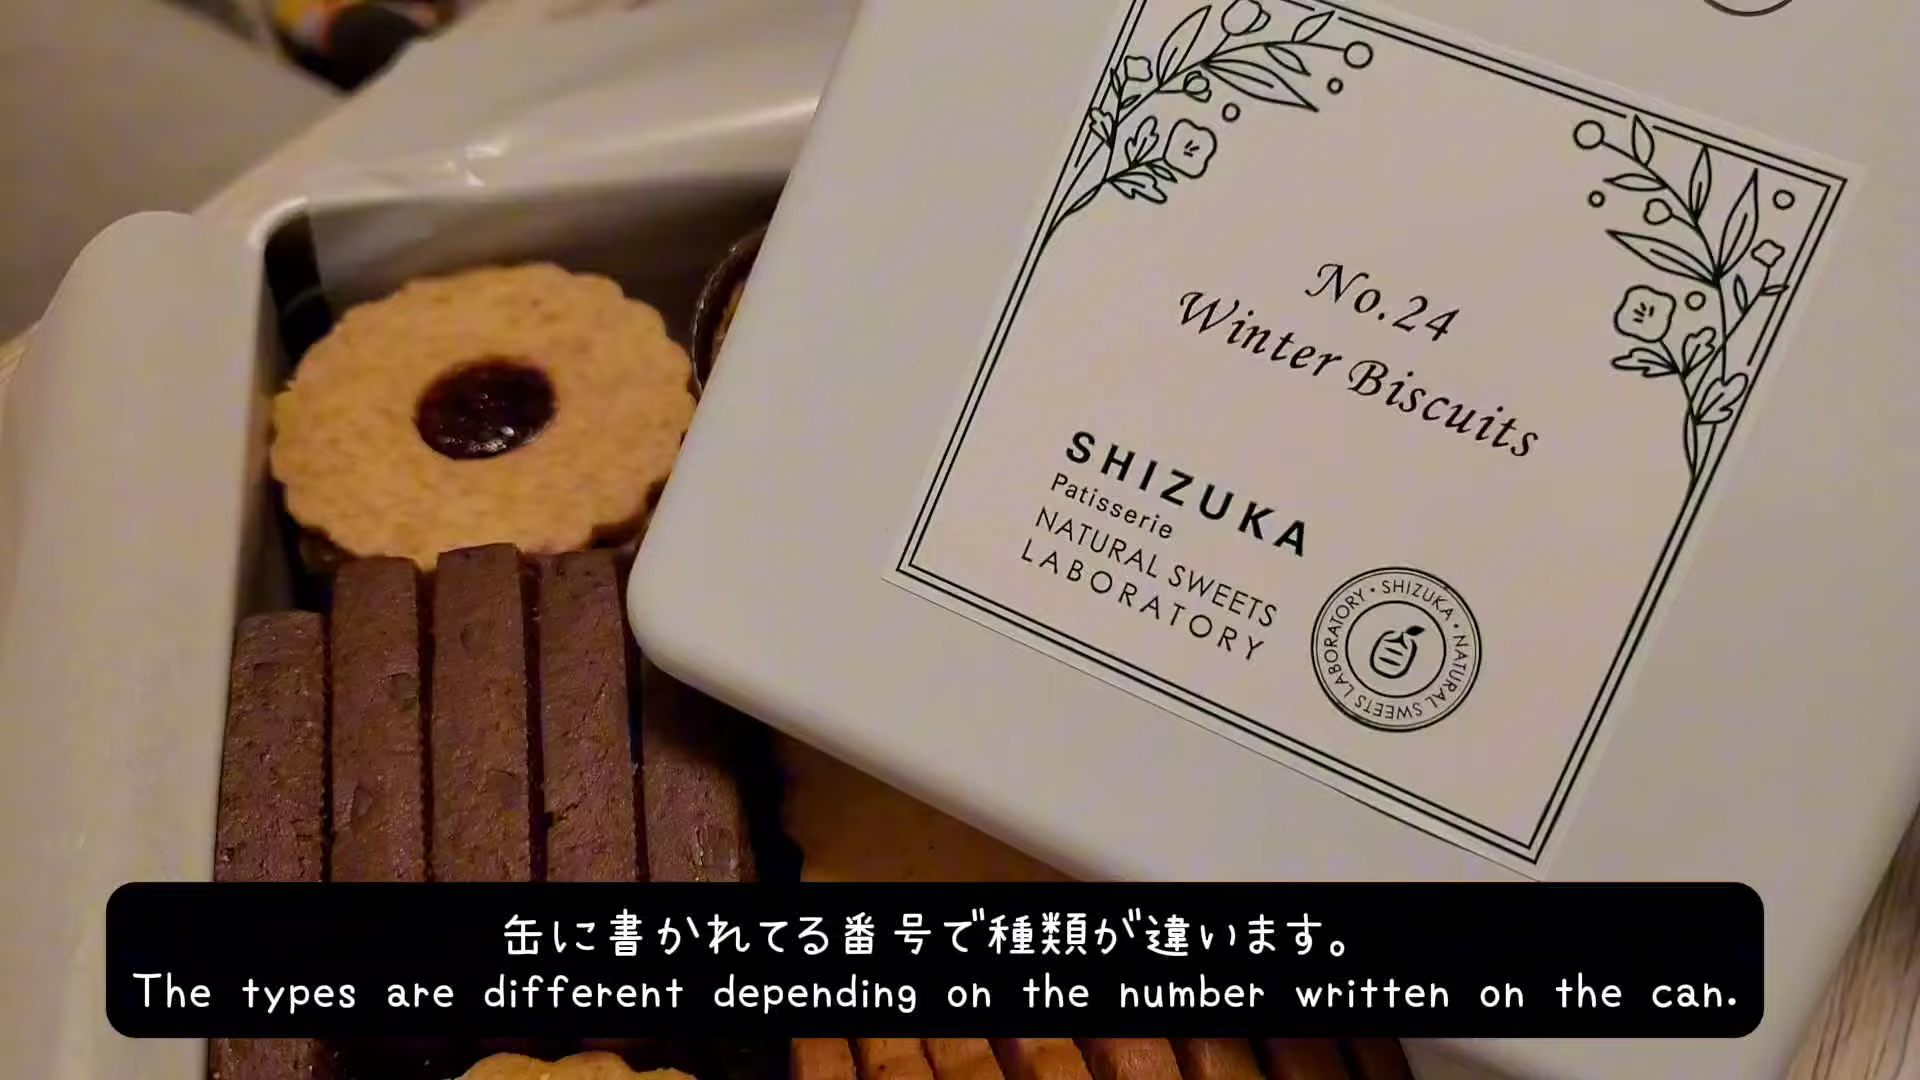 No.24
Winter Biscuits
SHIZUKA
Patisserie
NATURAL SWEETS
LABORATORY
SHIZUKA • NATURAL SWEETS LABORATORY •
缶に書かれてる番号で種類が違います。
The types are different depending on the number written on the can.